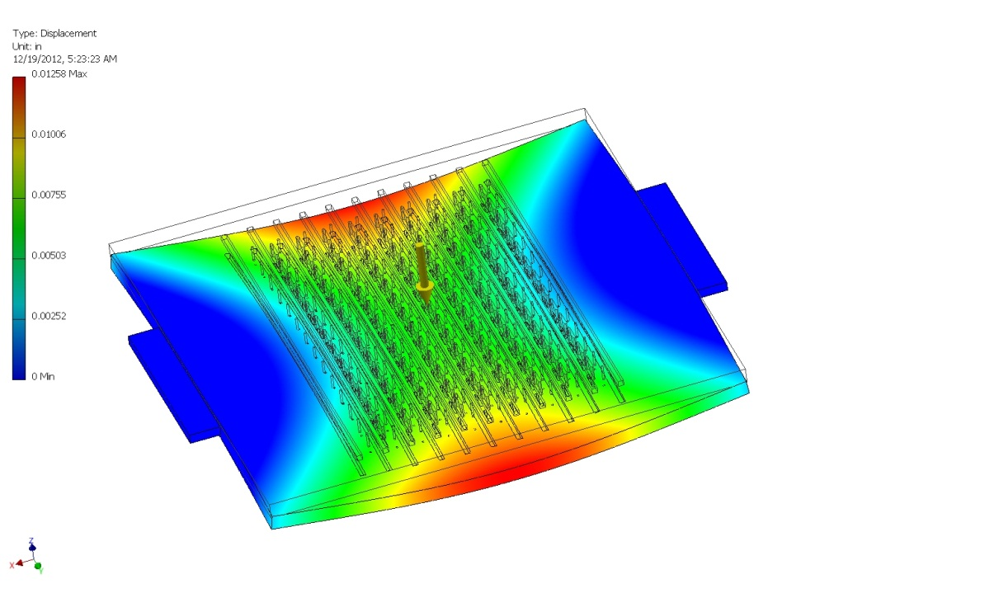 Type: Displacement
Unit: in
12/19/2012, 5:23:23 AM
0.01258 Max
0.01006
0.00755
0.00503
0.00252
0 Min
Z
X
Y